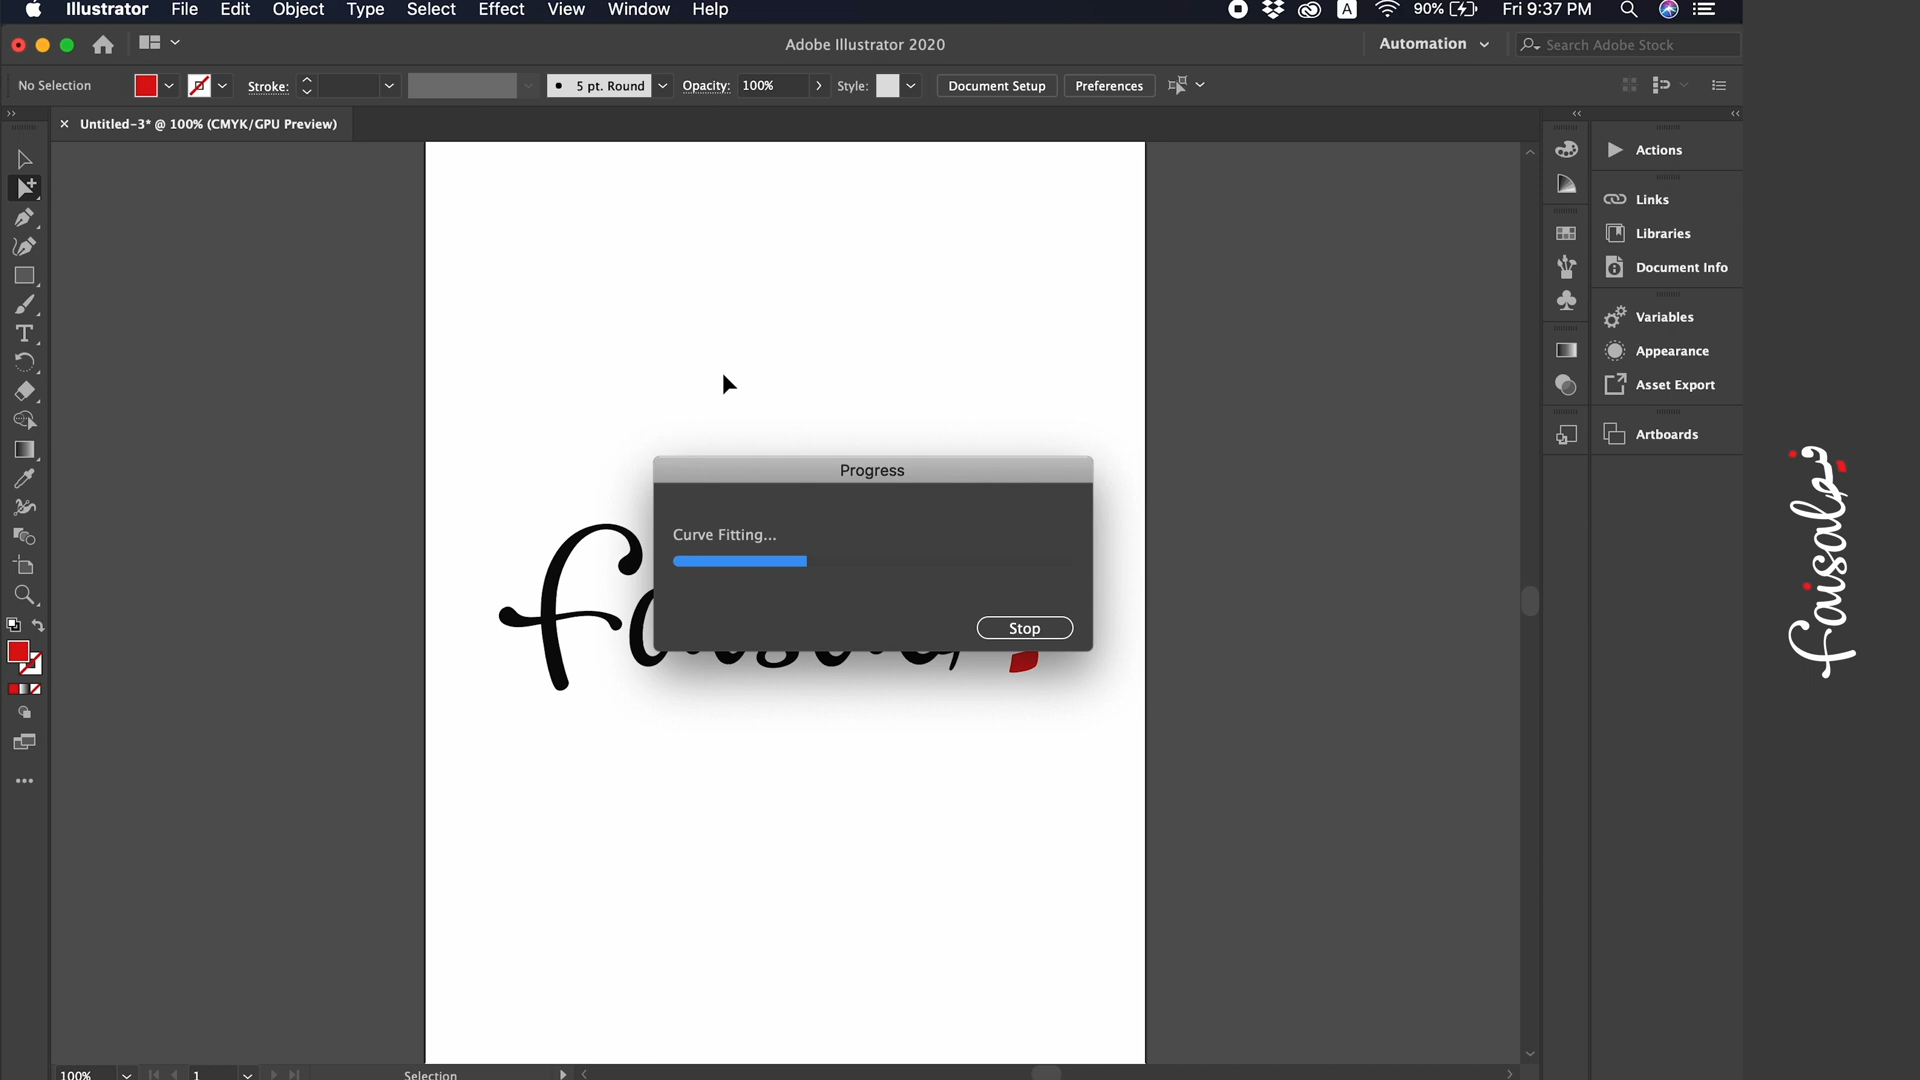 Illustrator File Edit Object Type Select Effect View Window Help
A 90% Fri 9:37 PM
Adobe Illustrator 2020
Automation
Search Adobe Stock
No Selection
Stroke:
5 pt. Round
Opacity: 100%
Style:
Document Setup
Preferences
× Untitled-3* @ 100% (CMYK/GPU Preview)
Actions
Links
Libraries
Document Info
Variables
Appearance
Asset Export
Artboards
Progress
Curve Fitting...
Stop
100%
1
Selection